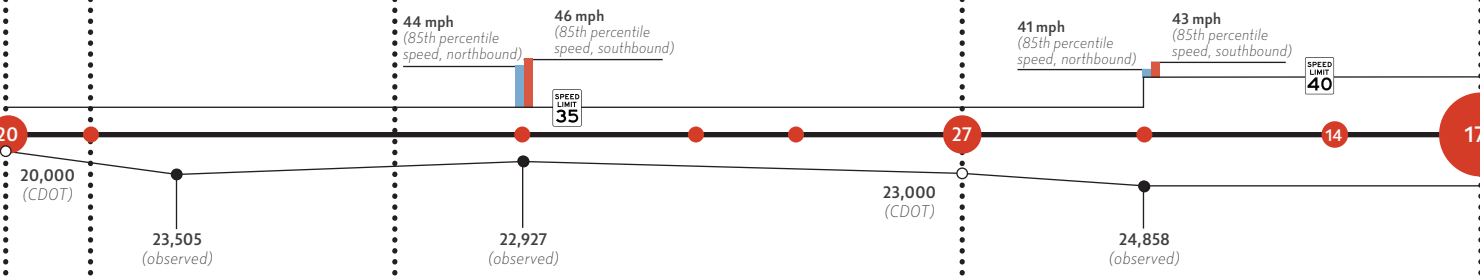 44 mph
(85th percentile
speed, northbound)
46 mph
(85th percentile
speed, southbound)
SPEED
LIMIT
35
41 mph
(85th percentile
speed, northbound)
43 mph
(85th percentile
speed, southbound)
SPEED
LIMIT
40
20
27
14
17
20,000
(CDOT)
23,505
(observed)
22,927
(observed)
23,000
(CDOT)
24,858
(observed)